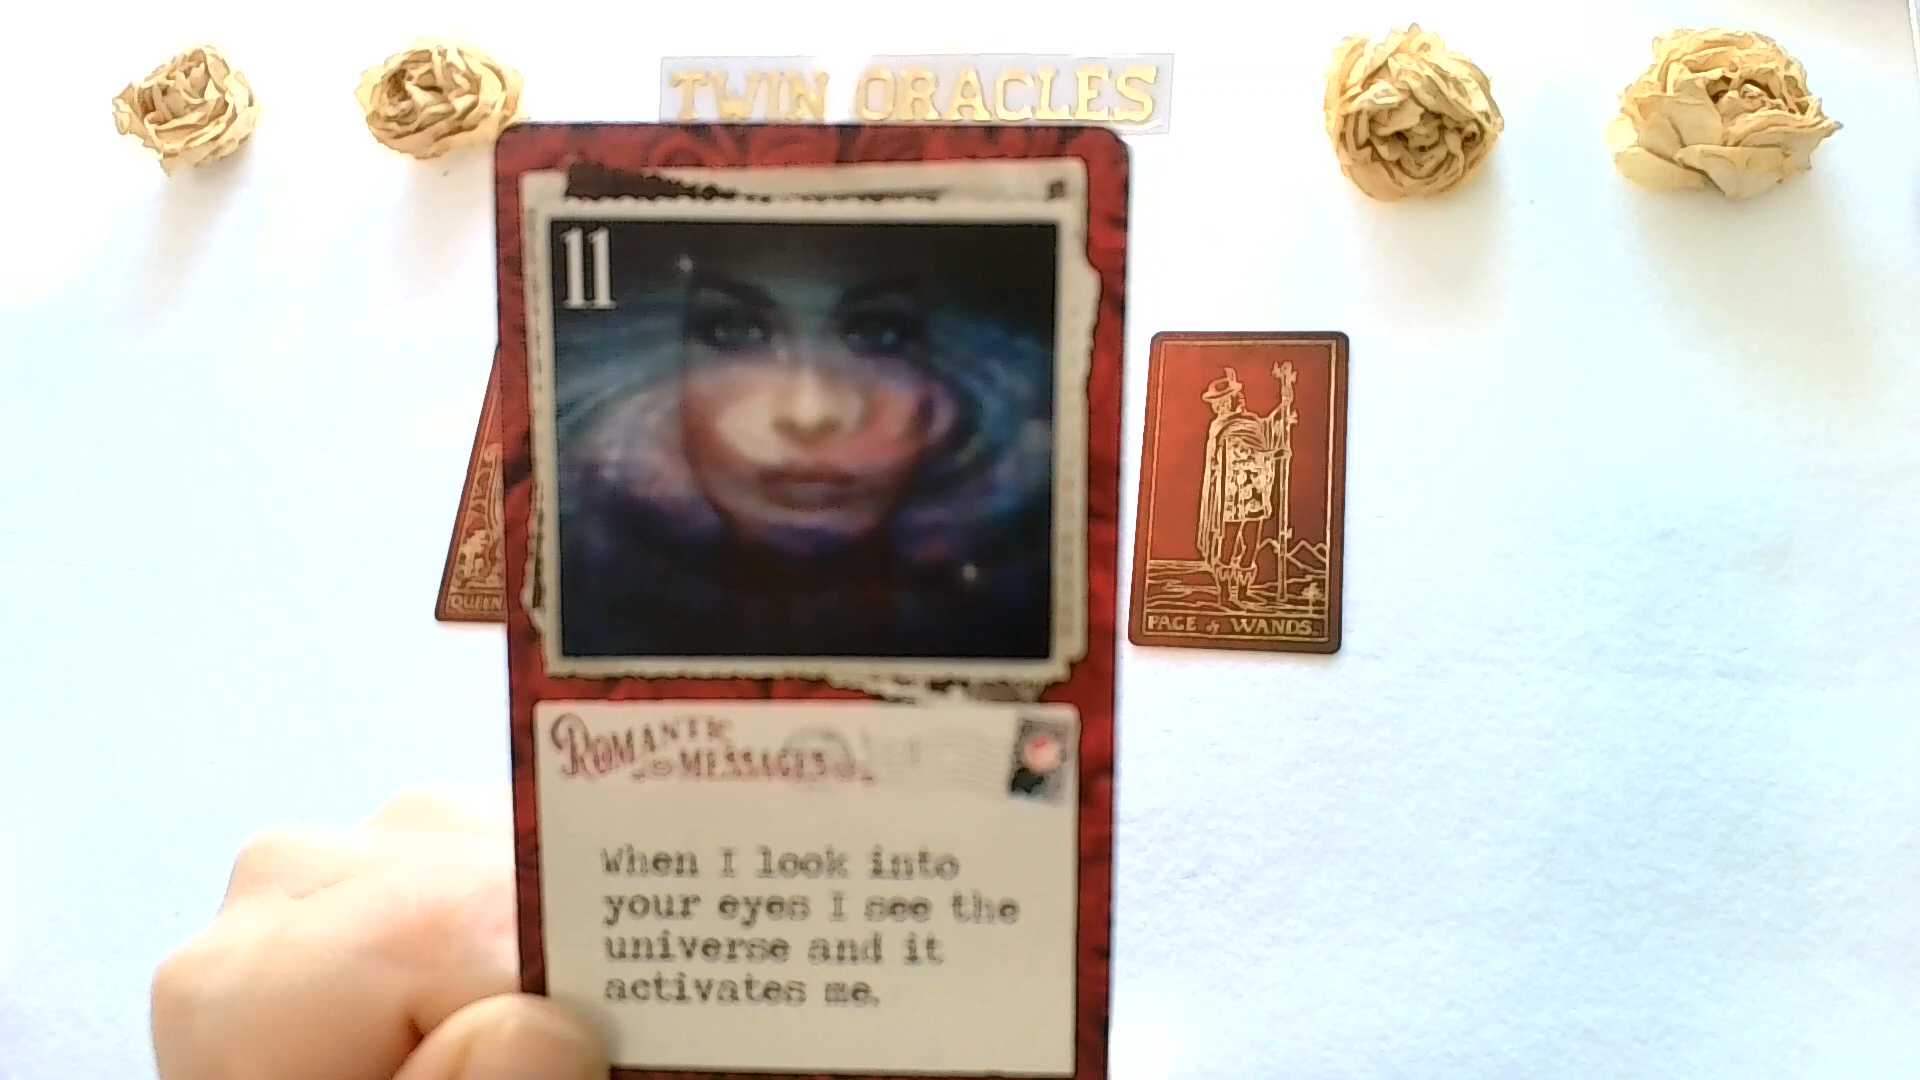 TWIN ORACLES
11
ROMANTIC
MESSAGES
When I look into
your eyes I see the
universe and it
activates me.
QUEEN
PAGE of WANDS.